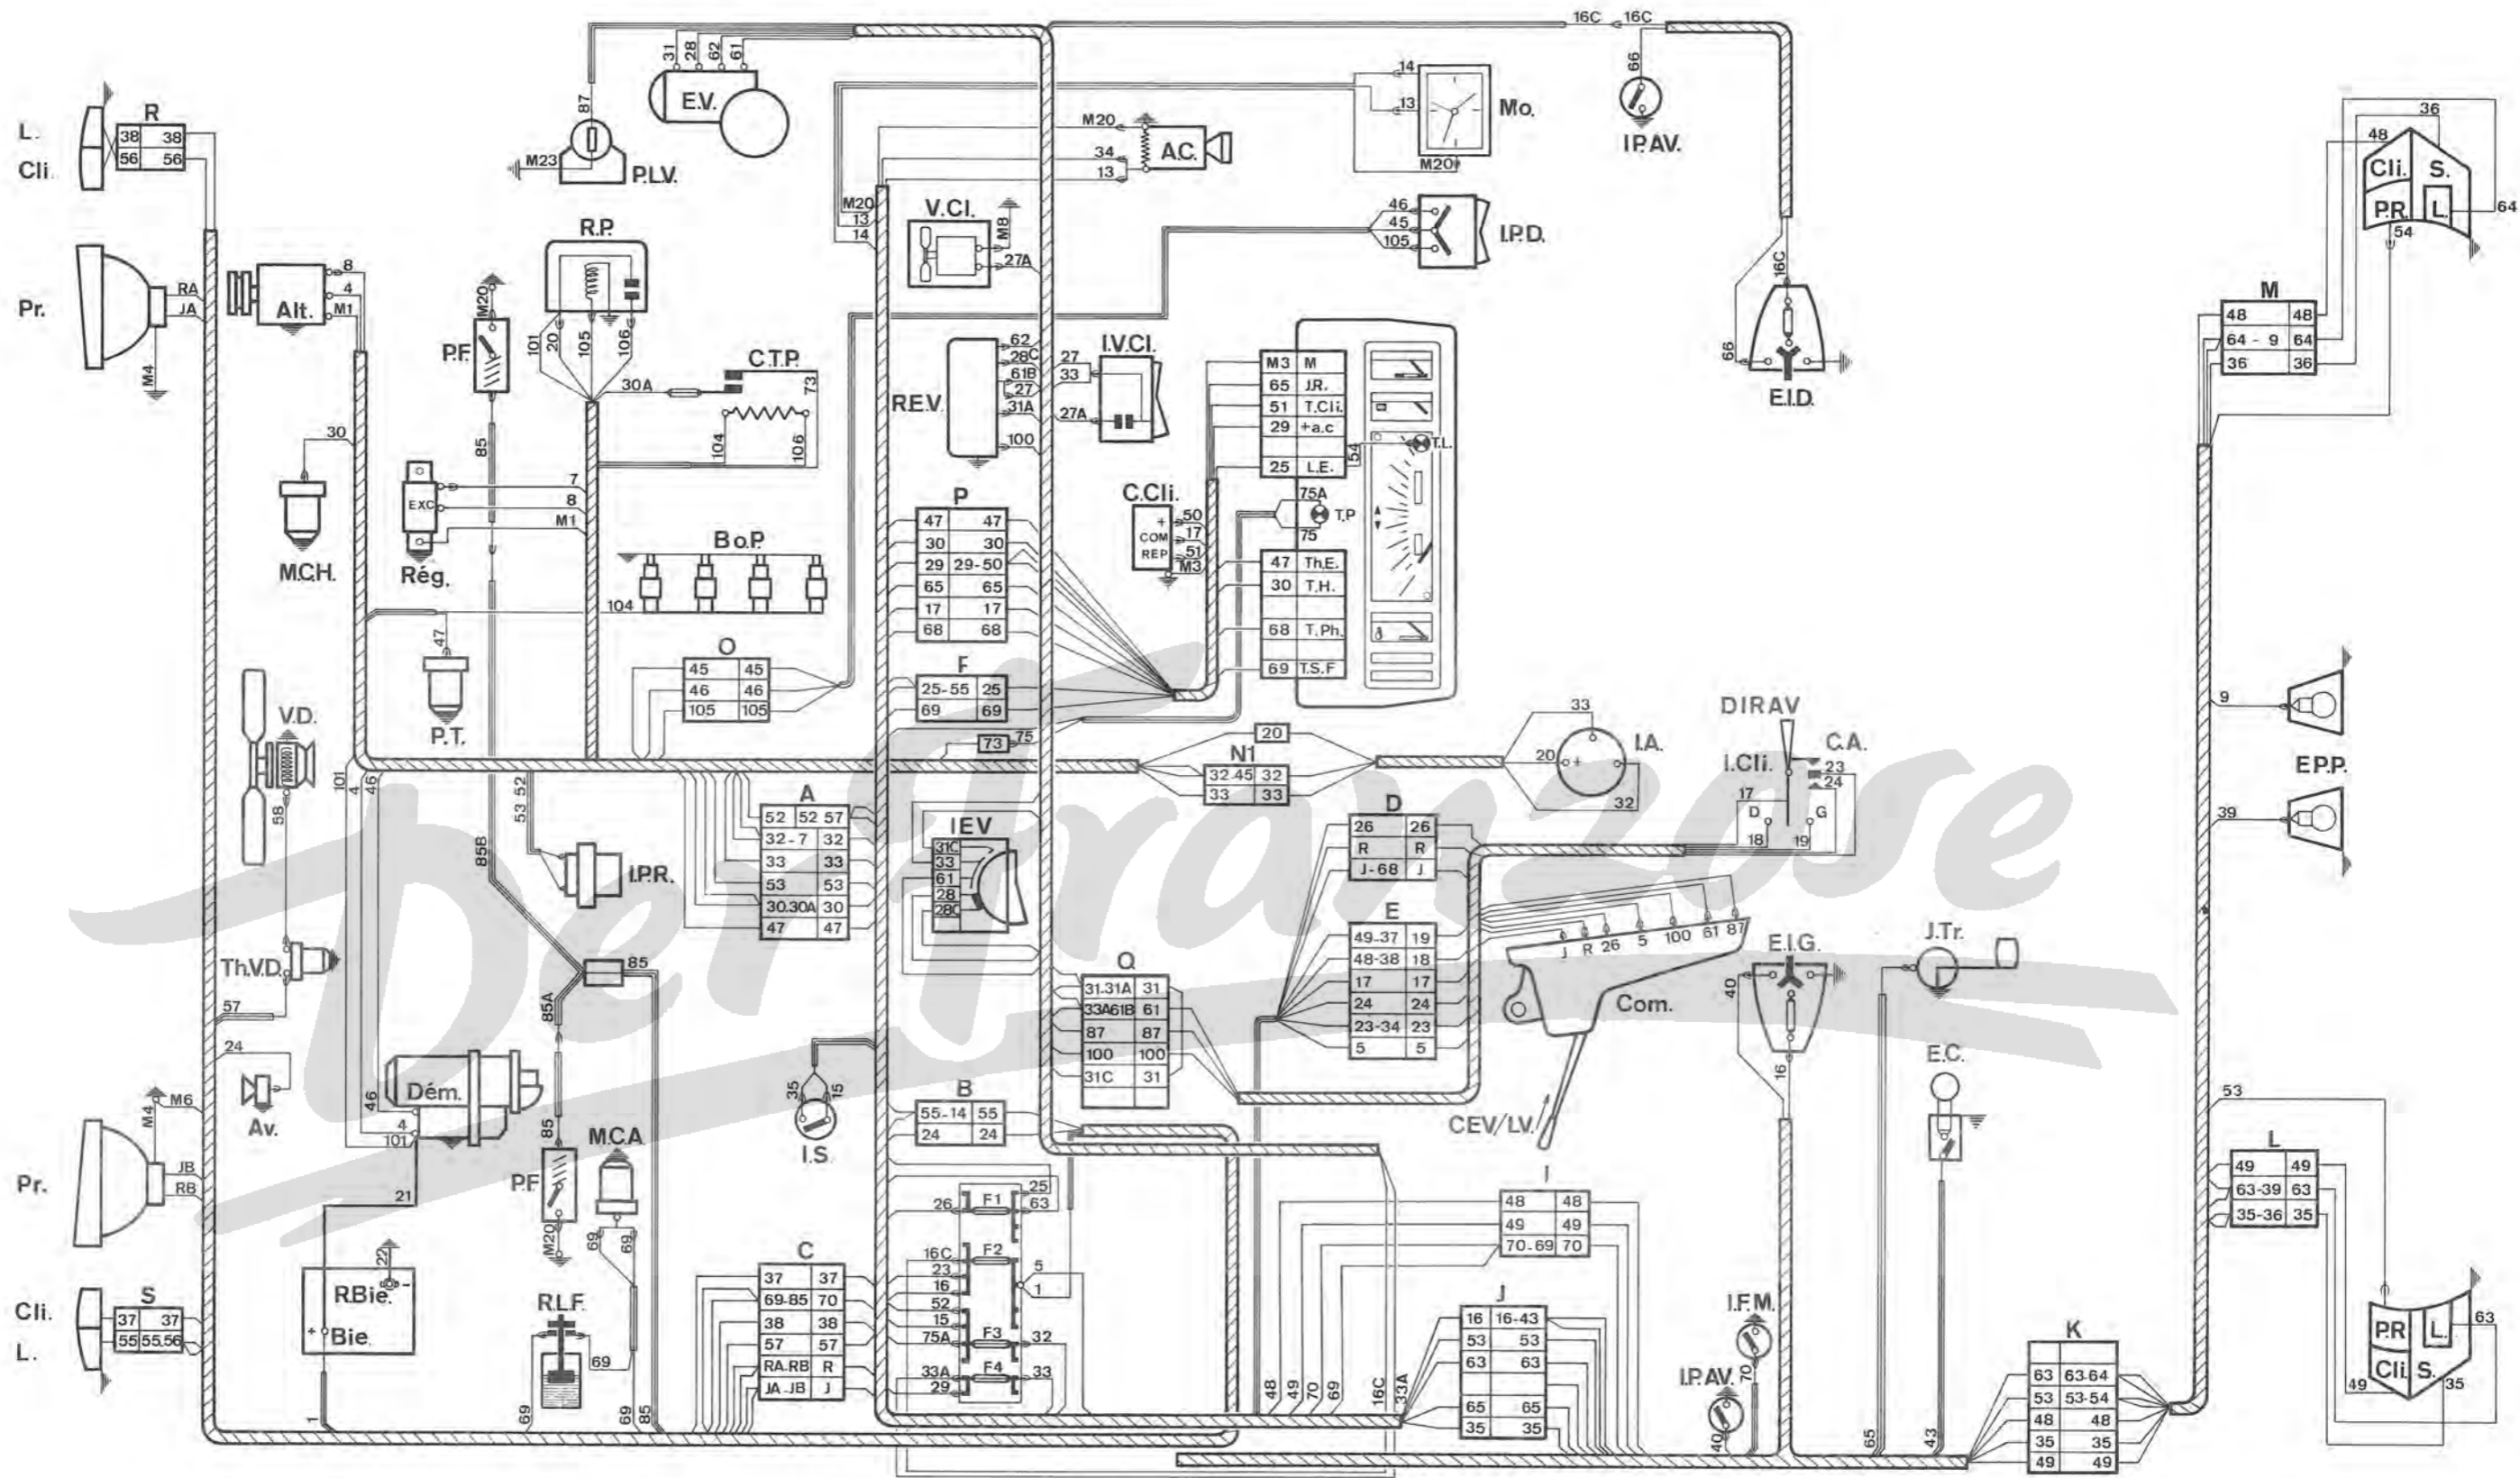 31 28 62 61
16C 16C
E.V.
87
M23
P.L.V.
66
I.P.AV.
14
13
Mo.
M20
M20
34
13
A.C.
R
L.
Cli.
38 38
56 56
36
48
Cli. S.
P.R. L.
64
54
M20
13
14
V.Cl.
M8
27A
46
45
105
I.P.D.
R.P.
101 20 105 106
Pr.
RA
JA
M4
Alt.
8
4
M1
M20
P.F.
85
C.T.P.
30A
73
104
106
62
28C
61B
27
31A
100
R.E.V.
I.V.Cl.
27
33
27A
M3 M
65 J.R.
51 T.Cli.
29 +a.c
25 L.E.
54
T.L.
75A
T.P
75
47 Th.E.
30 T.H.
68 T.Ph.
69 T.S.F
16C
66
E.I.D.
M
48 48
64 - 9 64
36 36
30
M.C.H.
EXC
7
8
M1
Rég.
Bo.P.
104
C.Cli.
+ 50
COM 17
REP 51
M3
P
47 47
30 30
29 29-50
65 65
17 17
68 68
47
P.T.
O
45 45
46 46
105 105
F
25-55 25
69 69
73 75
20
N1
32-45 32
33 33
33
20 +
32
I.A.
DIRAV
C.A.
I.Cli.
23
24
17
D G
18 19
9
E.P.P.
39
V.D.
58
101 4 46
53 52
85B
I.P.R.
A
52 52 57
32-7 32
33 33
53 53
30.30A 30
47 47
IEV
31C
33
61
28
28C
D
26 26
R R
J-68 J
E
49-37 19
48-38 18
17 17
24 24
23-34 23
5 5
J R 26 5 100 61 87
Com.
CEV/LV.
Th.V.D.
57
85
85A
Q
31-31A 31
33A61B 61
87 87
100 100
31C 31
E.I.G.
40
16
J.Tr.
E.C.
24
Av.
M6
M4
46
Dém.
4
101
21
35 15
I.S.
B
55-14 55
24 24
Pr.
JB
RB
85
P.F.
M20
M.C.A.
69 69
F1
25
26
63
F2
16C
23
16
52
15
75A
5
1
F3
32
F4
33A
29
33
I
48 48
49 49
70-69 70
53
L
49 49
63-39 63
35-36 35
Cli.
L.
S
37 37
55 55.56
22
R.Bie.
-
+ Bie.
1
R.L.F.
69
69
69 85
C
37 37
69-85 70
38 38
57 57
RA-RB R
JA-JB J
48 49 70 69 16C 33A
J
16 16-43
53 53
63 63
65 65
35 35
I.F.M.
70
I.P.AV.
40
65
43
K
63 63-64
53 53-54
48 48
35 35
49 49
P.R. L.
63
Cli. S.
49
35
Der Franzose